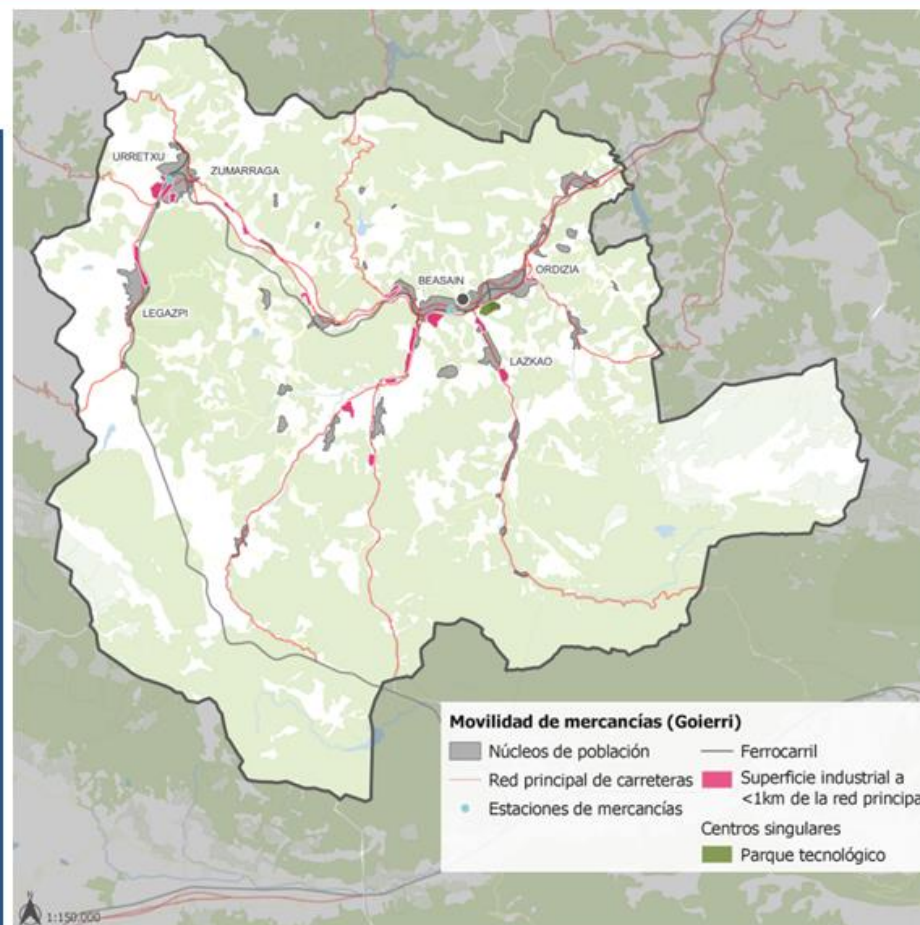 URRETXU
ZUMARRAGA
BEASAIN
ORDIZIA
LEGAZPI
LAZKAO
Movilidad de mercancías (Goierri)
Núcleos de población
Red principal de carreteras
Estaciones de mercancías
Ferrocarril
Superficie industrial a
<1km de la red principa
Centros singulares
Parque tecnológico
N
1:150.000